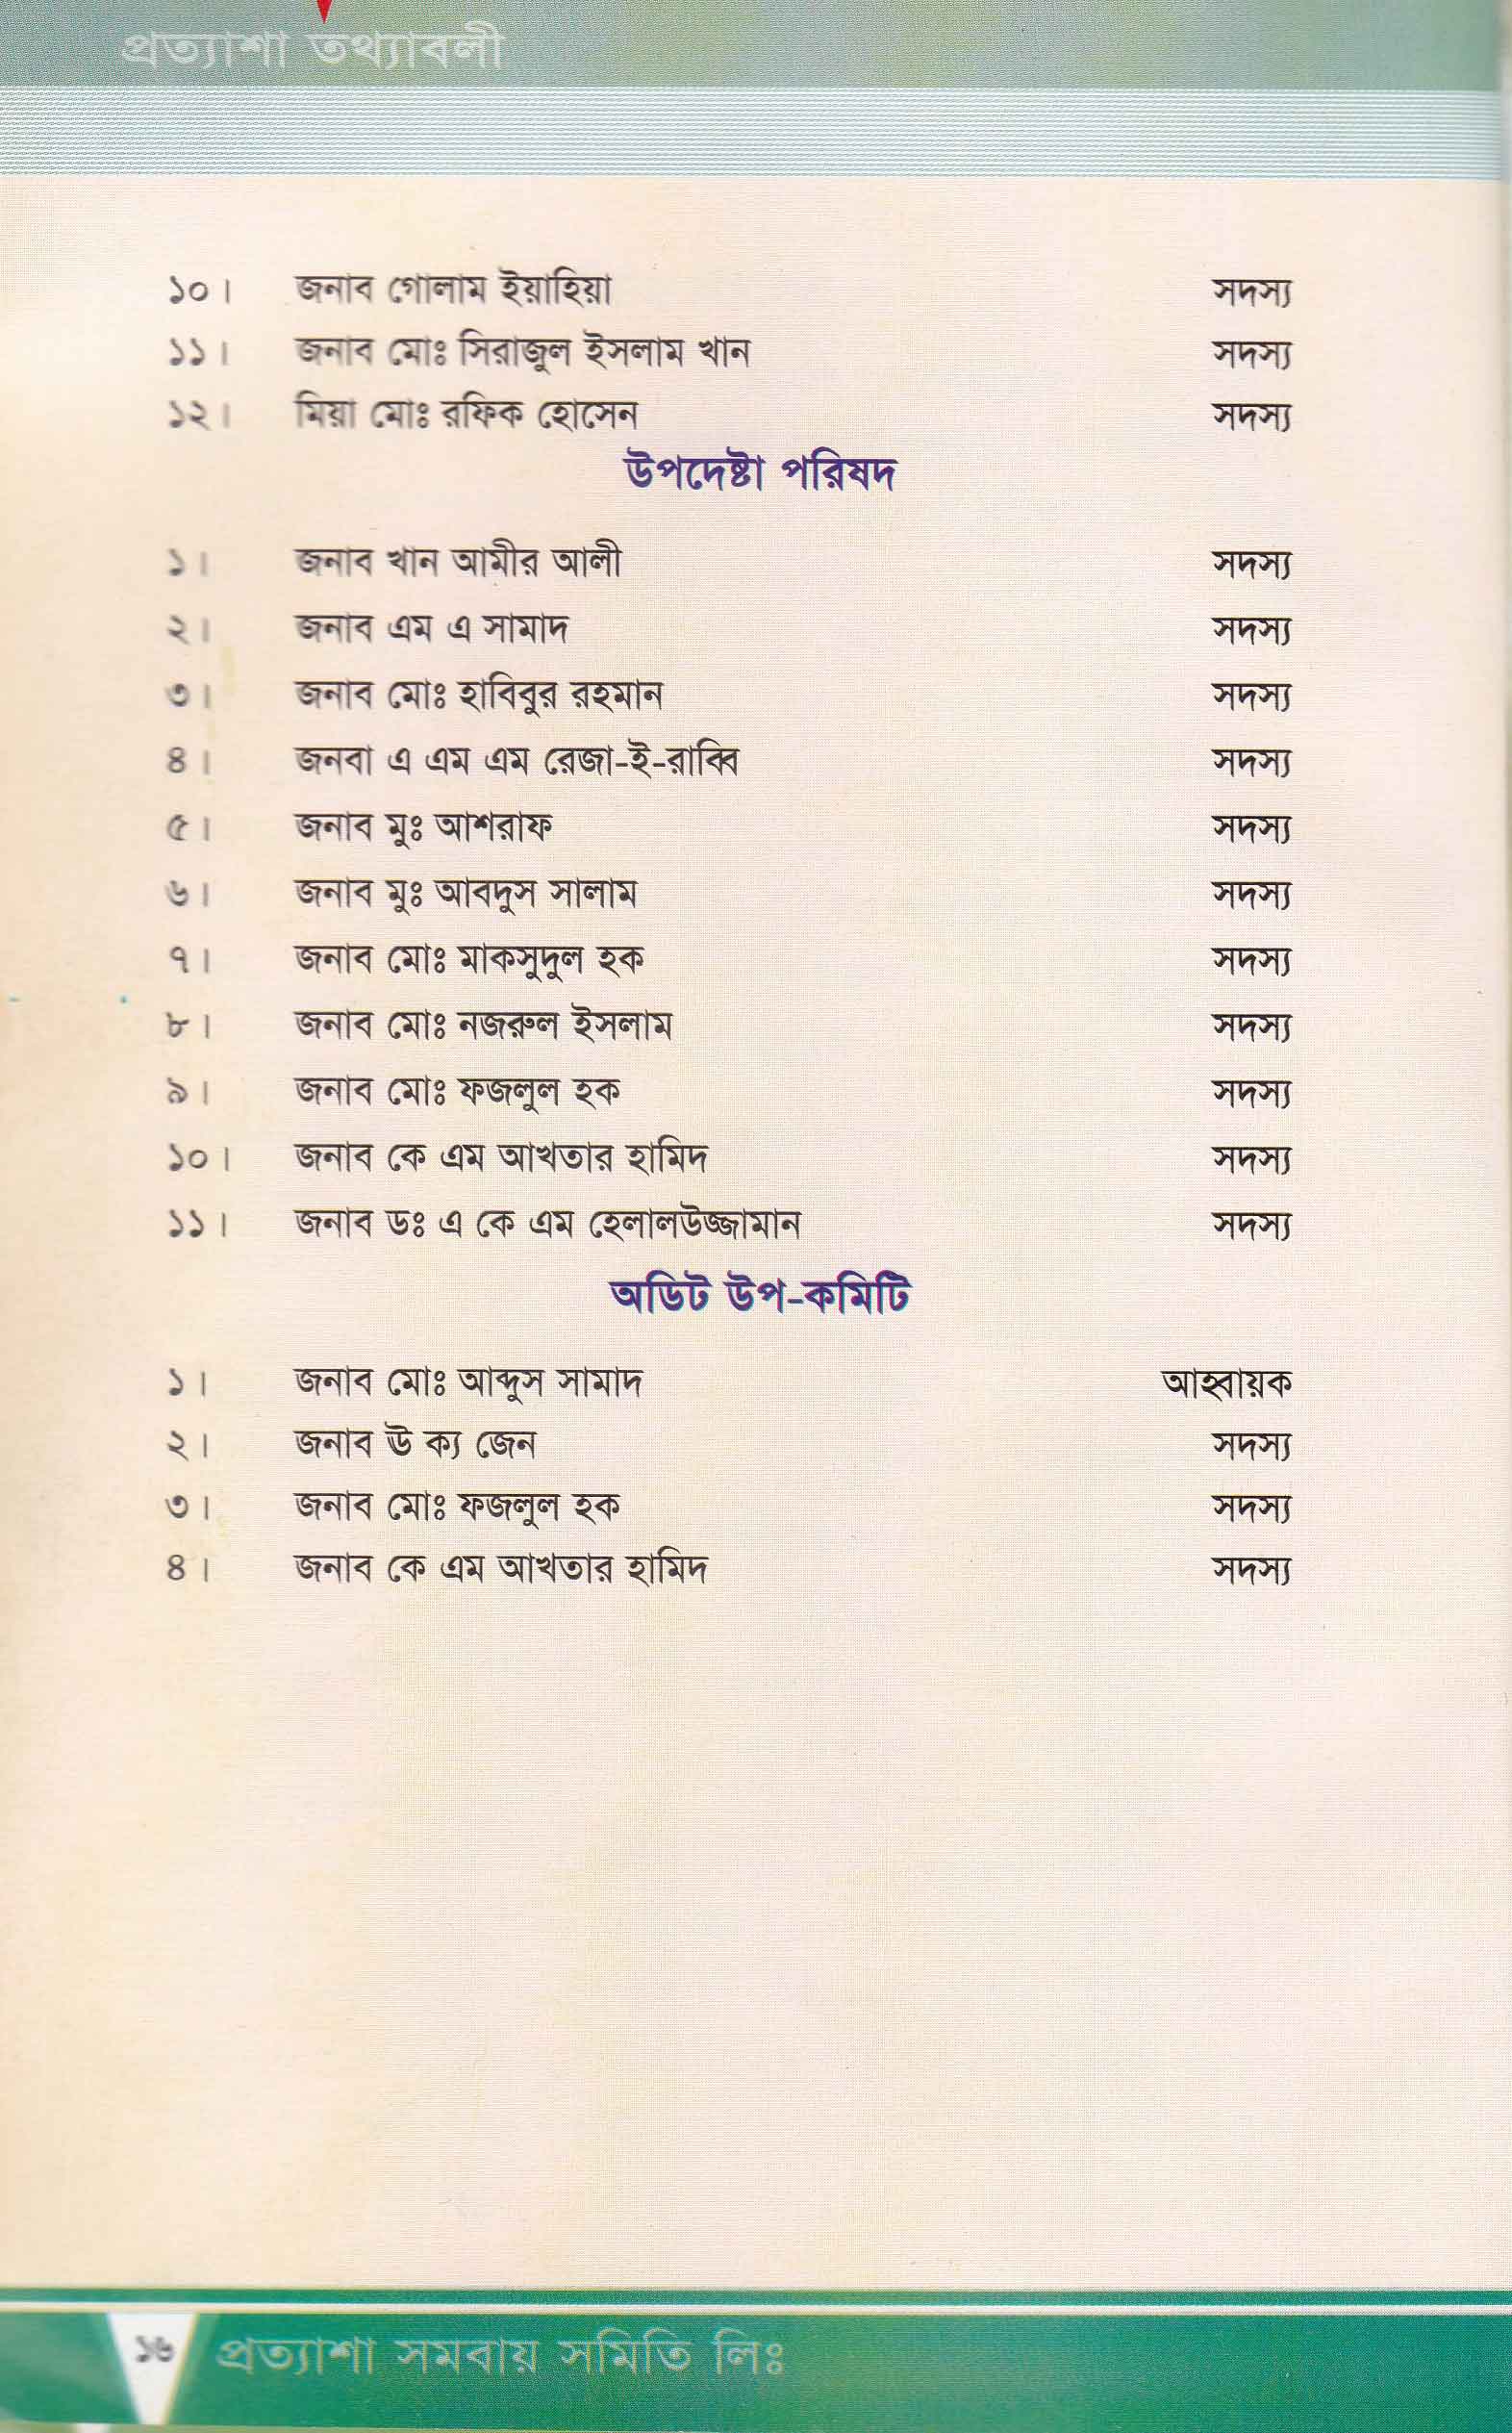 প্রত্যাশা তথ্যাবলী
১০। জনাব গোলাম ইয়াহিয়া সদস্য
১১। জনাব মোঃ সিরাজুল ইসলাম খান সদস্য
১২। মিয়া মোঃ রফিক হোসেন সদস্য
উপদেষ্টা পরিষদ
১। জনাব খান আমীর আলী সদস্য
২। জনাব এম এ সামাদ সদস্য
৩। জনাব মোঃ হাবিবুর রহমান সদস্য
৪। জনবা এ এম এম রেজা-ই-রাব্বি সদস্য
৫। জনাব মুঃ আশরাফ সদস্য
৬। জনাব মুঃ আবদুস সালাম সদস্য
৭। জনাব মোঃ মাকসুদুল হক সদস্য
৮। জনাব মোঃ নজরুল ইসলাম সদস্য
৯। জনাব মোঃ ফজলুল হক সদস্য
১০। জনাব কে এম আখতার হামিদ সদস্য
১১। জনাব ডঃ এ কে এম হেলালউজ্জামান সদস্য
অডিট উপ-কমিটি
১। জনাব মোঃ আব্দুস সামাদ আহ্বায়ক
২। জনাব ঊ ক্য জেন সদস্য
৩। জনাব মোঃ ফজলুল হক সদস্য
৪। জনাব কে এম আখতার হামিদ সদস্য
১৬ প্রত্যাশা সমবায় সমিতি লিঃ